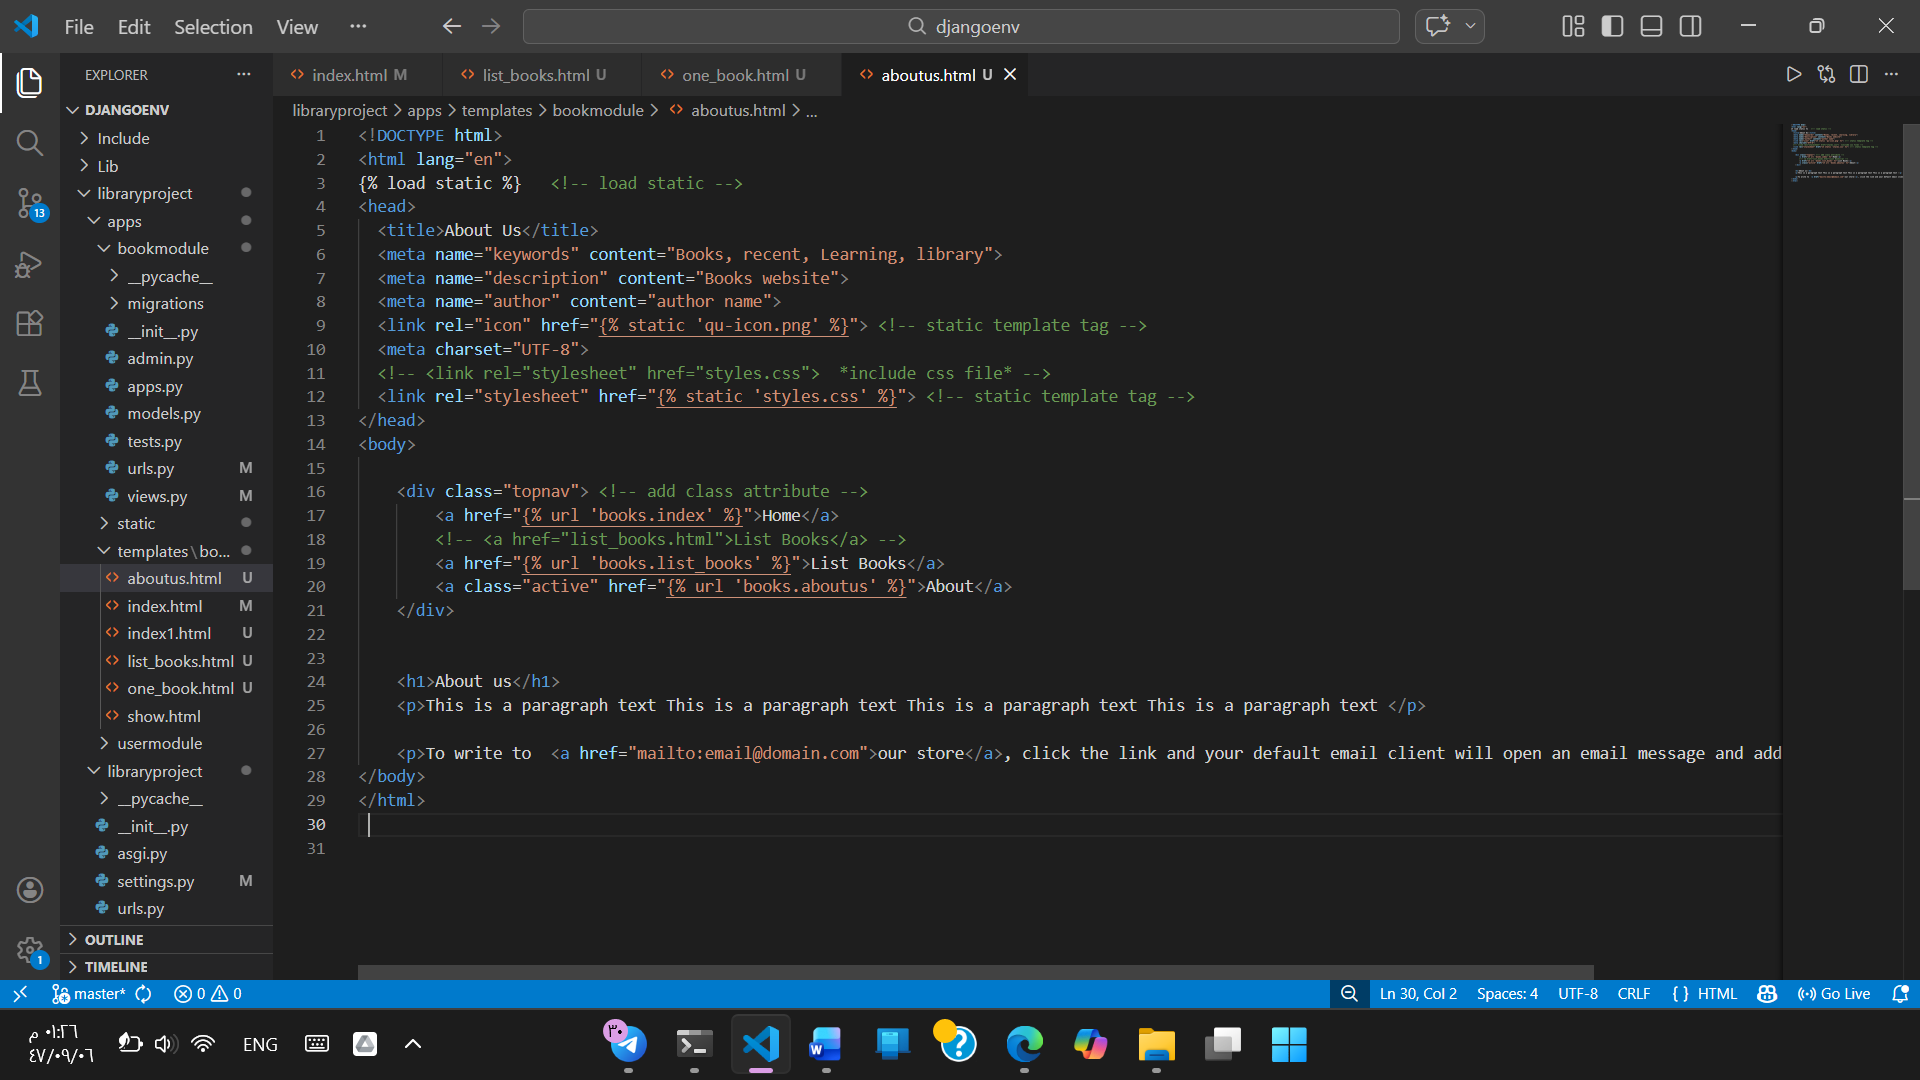 File Edit Selection View ··· djangoenv
EXPLORER ···
DJANGOENV
Include
Lib
libraryproject
apps
bookmodule
__pycache__
migrations
__init__.py
admin.py
apps.py
models.py
tests.py
urls.py M
views.py M
static
templates\bo...
aboutus.html U
index.html M
index1.html U
list_books.html U
one_book.html U
show.html
usermodule
libraryproject
__pycache__
__init__.py
asgi.py
settings.py M
urls.py
OUTLINE
TIMELINE
13
1
index.html M list_books.html U one_book.html U aboutus.html U
libraryproject > apps > templates > bookmodule > aboutus.html > ...
1 <!DOCTYPE html>
2 <html lang="en">
3 {% load static %} <!-- load static -->
4 <head>
5 <title>About Us</title>
6 <meta name="keywords" content="Books, recent, Learning, library">
7 <meta name="description" content="Books website">
8 <meta name="author" content="author name">
9 <link rel="icon" href="{% static 'qu-icon.png' %}"> <!-- static template tag -->
10 <meta charset="UTF-8">
11 <!-- <link rel="stylesheet" href="styles.css"> *include css file* -->
12 <link rel="stylesheet" href="{% static 'styles.css' %}"> <!-- static template tag -->
13 </head>
14 <body>
15
16 <div class="topnav"> <!-- add class attribute -->
17 <a href="{% url 'books.index' %}">Home</a>
18 <!-- <a href="list_books.html">List Books</a> -->
19 <a href="{% url 'books.list_books' %}">List Books</a>
20 <a class="active" href="{% url 'books.aboutus' %}">About</a>
21 </div>
22
23
24 <h1>About us</h1>
25 <p>This is a paragraph text This is a paragraph text This is a paragraph text This is a paragraph text </p>
26
27 <p>To write to <a href="mailto:email@domain.com">our store</a>, click the link and your default email client will open an email message and add
28 </body>
29 </html>
30
31
master* 0 0 Ln 30, Col 2 Spaces: 4 UTF-8 CRLF { } HTML Go Live
٠١:٢٦ م
٤٧/٠٩/٠٦
ENG
٣٠